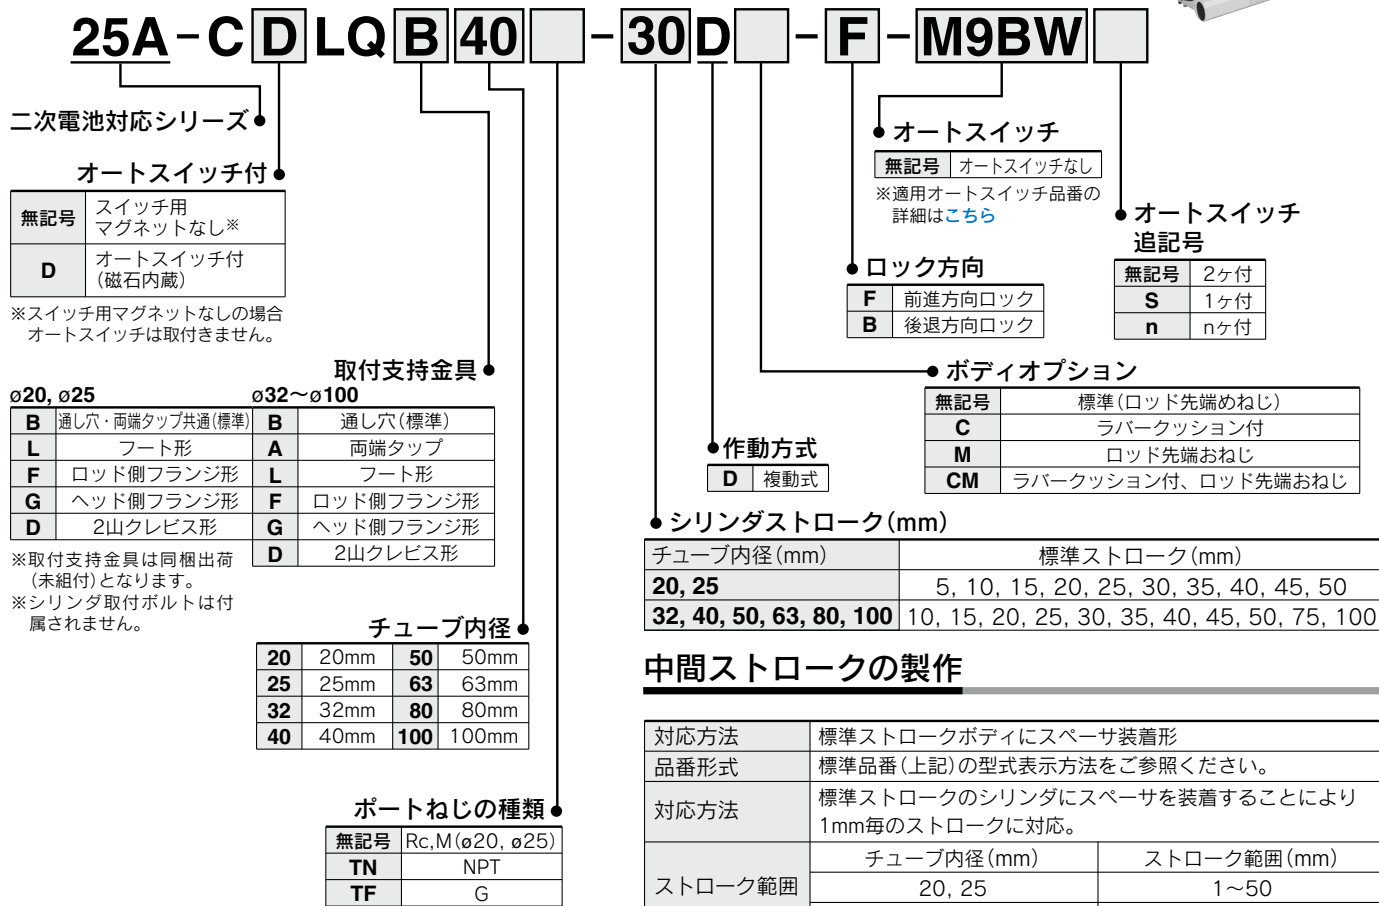 25A-CDLQB40□-30D□-F-M9BW□
二次電池対応シリーズ
オートスイッチ付
無記号 スイッチ用
マグネットなし※
D オートスイッチ付
(磁石内蔵)
※スイッチ用マグネットなしの場合
オートスイッチは取付きません。
取付支持金具
ø20, ø25
B 通し穴・両端タップ共通(標準)
L フート形
F ロッド側フランジ形
G ヘッド側フランジ形
D 2山クレビス形
ø32~ø100
B 通し穴(標準)
A 両端タップ
L フート形
F ロッド側フランジ形
G ヘッド側フランジ形
D 2山クレビス形
※取付支持金具は同梱出荷
(未組付)となります。
※シリンダ取付ボルトは付
属されません。
チューブ内径
20 20mm 50 50mm
25 25mm 63 63mm
32 32mm 80 80mm
40 40mm 100 100mm
ポートねじの種類
無記号 Rc,M(ø20, ø25)
TN NPT
TF G
オートスイッチ
無記号 オートスイッチなし
※適用オートスイッチ品番の
詳細はこちら
オートスイッチ
追記号
無記号 2ヶ付
S 1ヶ付
n nヶ付
ロック方向
F 前進方向ロック
B 後退方向ロック
ボディオプション
無記号 標準(ロッド先端めねじ)
C ラバークッション付
M ロッド先端おねじ
CM ラバークッション付、ロッド先端おねじ
作動方式
D 複動式
シリンダストローク(mm)
チューブ内径(mm) 標準ストローク(mm)
20, 25 5, 10, 15, 20, 25, 30, 35, 40, 45, 50
32, 40, 50, 63, 80, 100 10, 15, 20, 25, 30, 35, 40, 45, 50, 75, 100
中間ストロークの製作
対応方法 標準ストロークボディにスペーサ装着形
品番形式 標準品番(上記)の型式表示方法をご参照ください。
対応方法 標準ストロークのシリンダにスペーサを装着することにより
1mm毎のストロークに対応。
ストローク範囲 チューブ内径(mm) ストローク範囲(mm)
20, 25 1~50